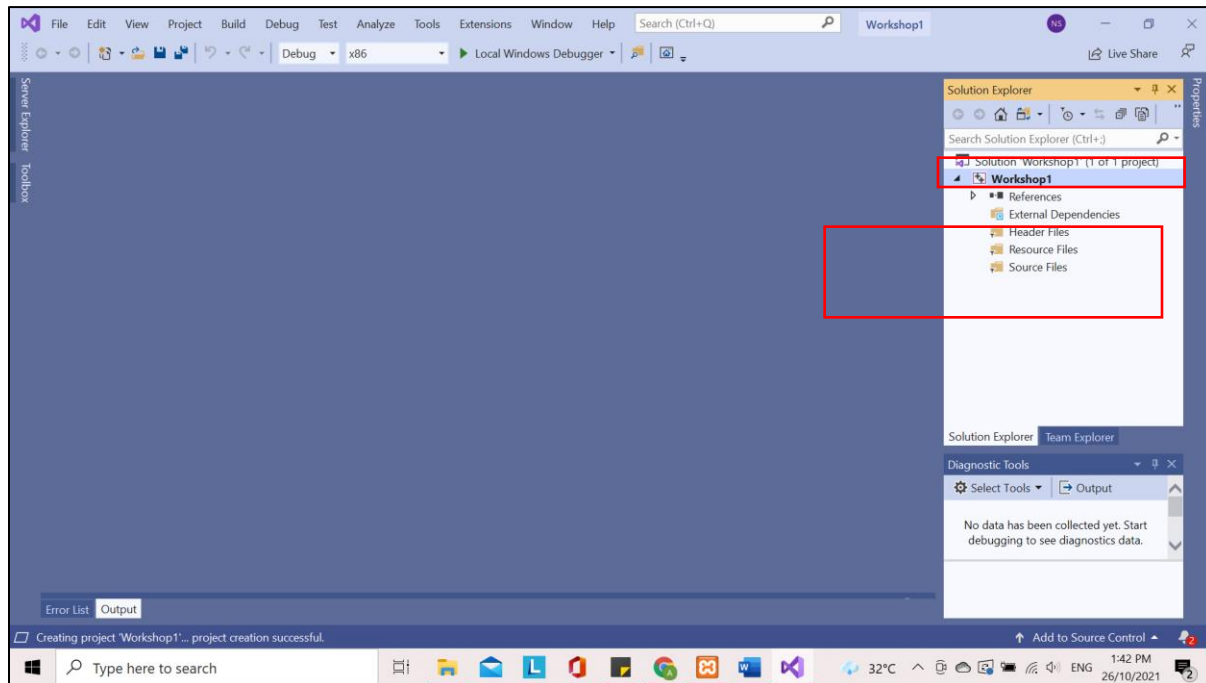 File Edit View Project Build Debug Test Analyze Tools Extensions Window Help Search (Ctrl+Q) Workshop1 NS
Debug x86 Local Windows Debugger Live Share
Server Explorer
Toolbox
Solution Explorer
Properties
Search Solution Explorer (Ctrl+;)
Solution 'Workshop1' (1 of 1 project)
Workshop1
References
External Dependencies
Header Files
Resource Files
Source Files
Solution Explorer Team Explorer
Diagnostic Tools
Select Tools Output
No data has been collected yet. Start
debugging to see diagnostics data.
Error List Output
Creating project 'Workshop1'... project creation successful. Add to Source Control 2
Type here to search L W 32°C ENG 1:42 PM
26/10/2021 2